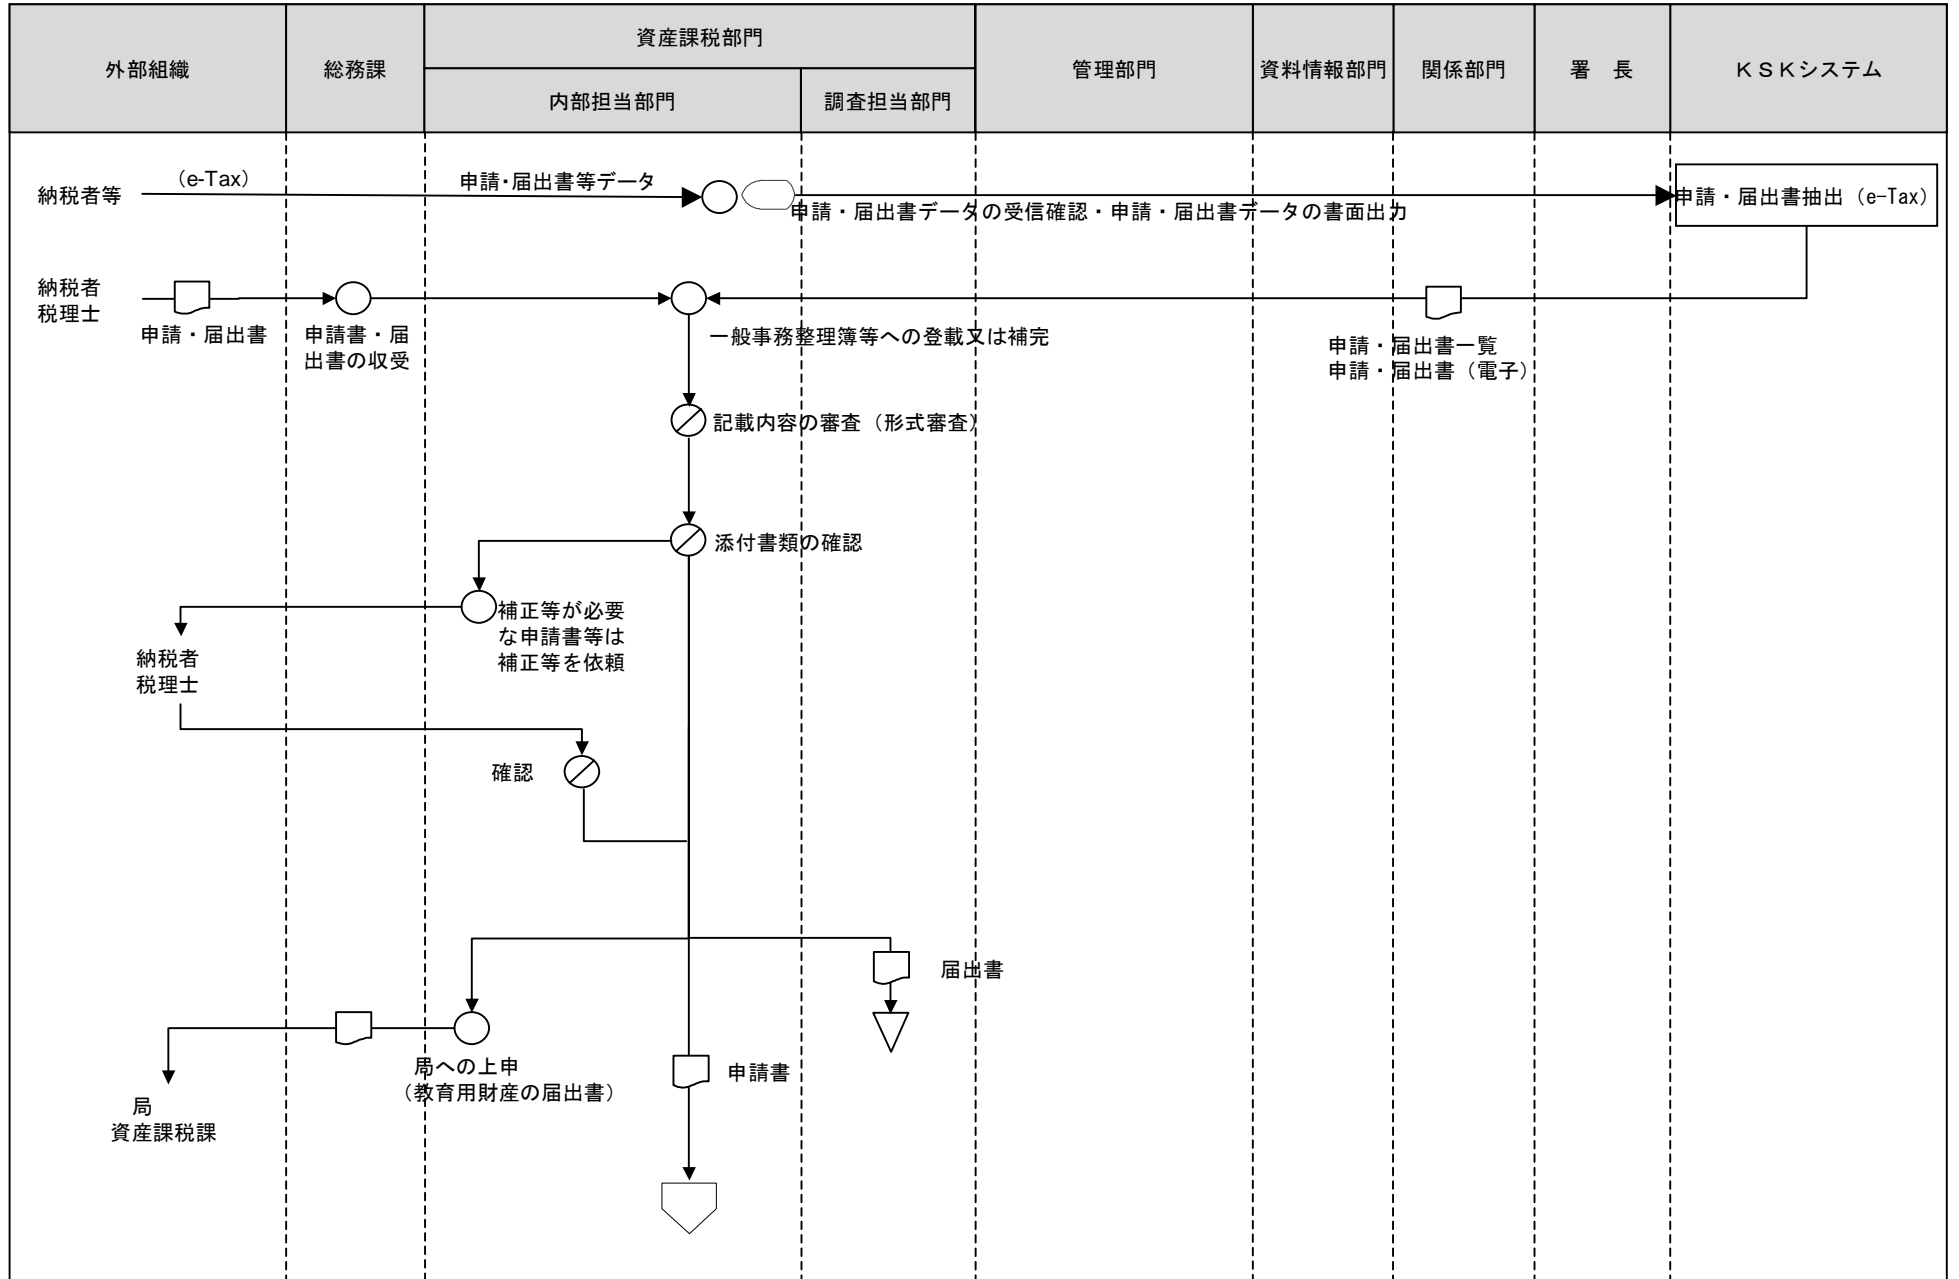 外部組織
総務課
資産課税部門
内部担当部門
調査担当部門
管理部門
資料情報部門
関係部門
署　長
ＫＳＫシステム
納税者等
（e-Tax）
申請・届出書等データ
申請・届出書データの受信確認・申請・届出書データの書面出力
申請・届出書抽出（e-Tax）
納税者
税理士
申請・届出書
申請書・届
出書の収受
一般事務整理簿等への登載又は補完
申請・届出書一覧
申請・届出書（電子）
記載内容の審査（形式審査）
添付書類の確認
補正等が必要
な申請書等は
補正等を依頼
納税者
税理士
確認
届出書
局への上申
（教育用財産の届出書）
申請書
局
資産課税課